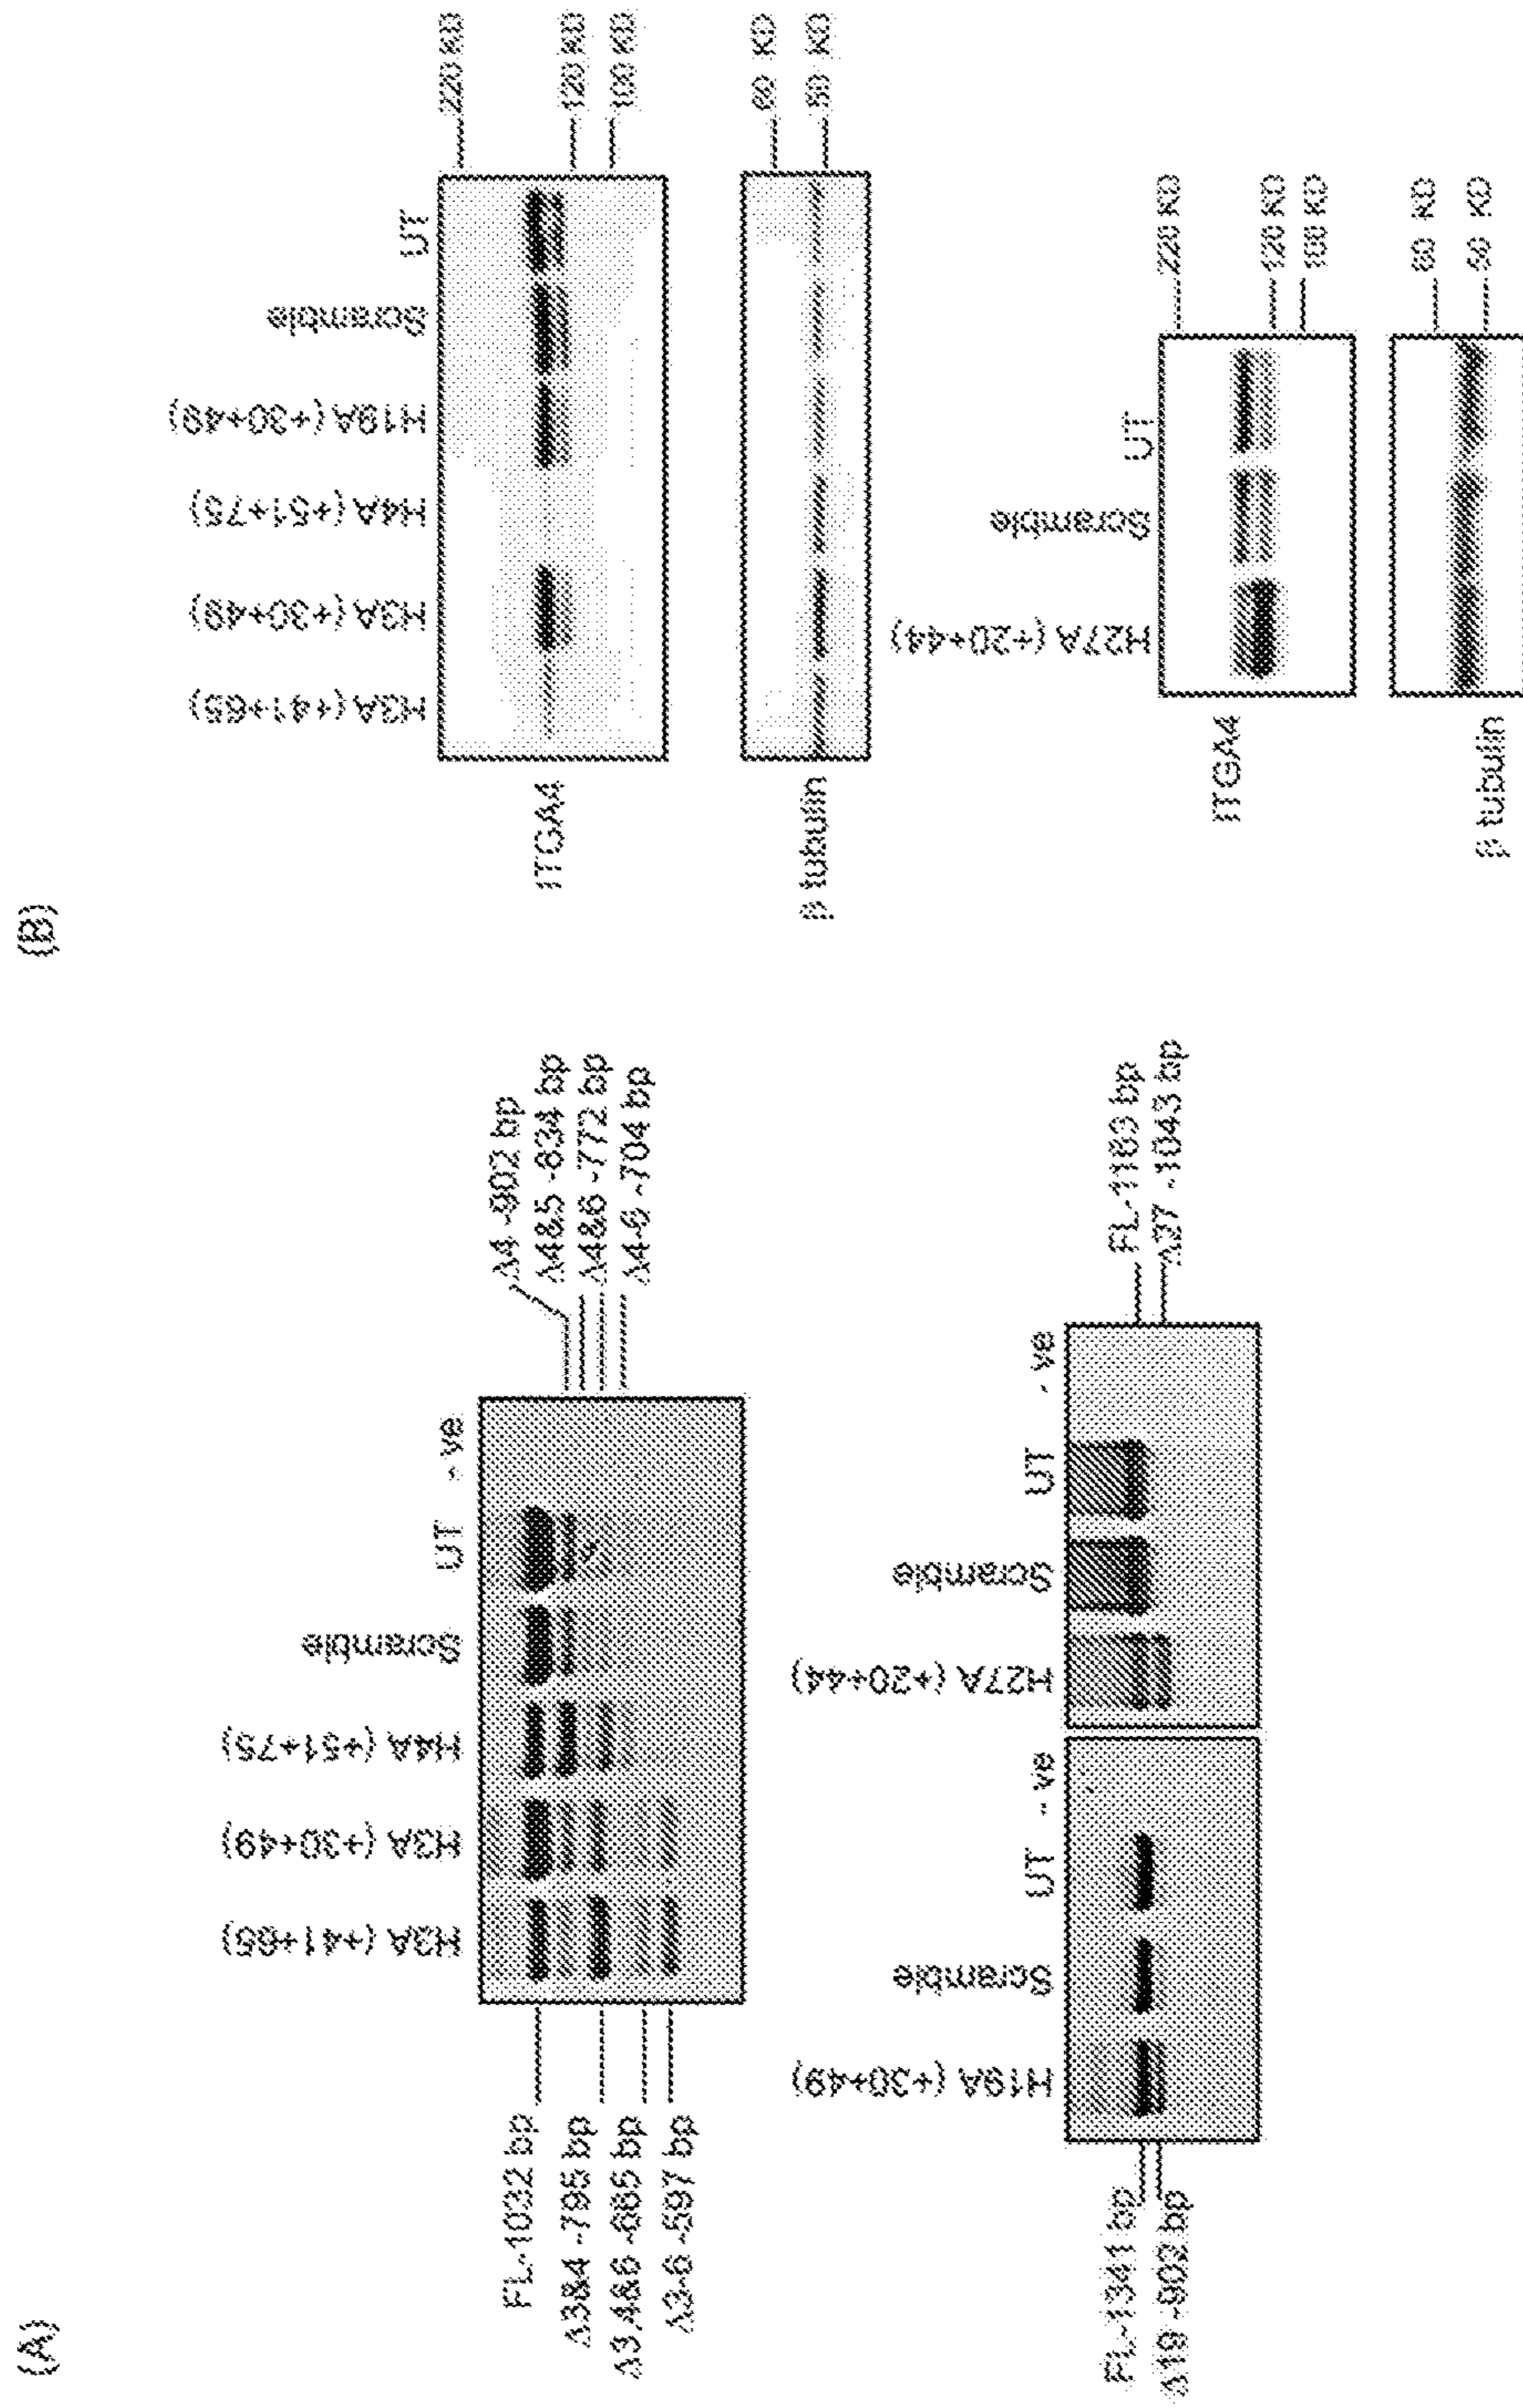 (A)
H3A (+41+65)
H3A (+30+49)
H4A (+51+75)
Scramble
UT
- ve
FL-1032 bp
Δ3&4 -795 bp
Δ3,4&6 -665 bp
Δ3-6 -597 bp
Δ4 -902 bp
Δ4&5 -834 bp
Δ4&6 -772 bp
Δ4-6 -704 bp
H19A (+30+49)
Scramble
UT
- ve
H27A (+20+44)
Scramble
UT
- ve
FL-1341 bp
Δ19 -902 bp
FL-1163 bp
Δ27 -1043 bp
(B)
H3A (+41+65)
H3A (+30+49)
H4A (+51+75)
H19A (+30+49)
Scramble
UT
ITGA4
220 KD
120 KD
100 KD
β tubulin
60 KD
50 KD
H27A (+20+44)
Scramble
UT
ITGA4
220 KD
120 KD
100 KD
β tubulin
60 KD
50 KD